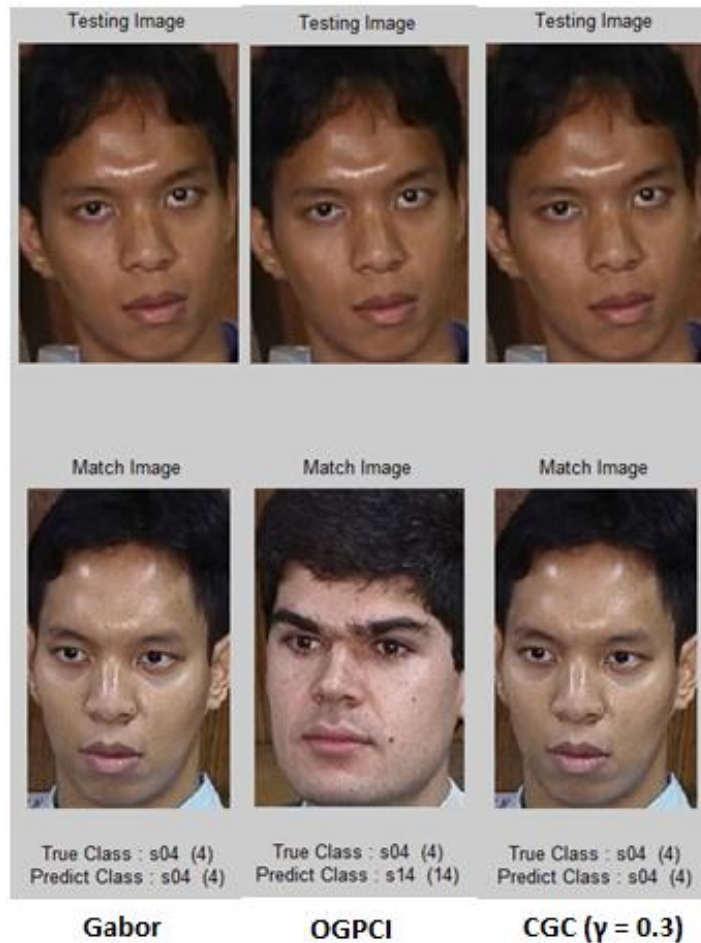 Testing Image
Testing Image
Testing Image
Match Image
Match Image
Match Image
True Class : s04 (4)
Predict Class : s04 (4)
True Class : s04 (4)
Predict Class : s14 (14)
True Class : s04 (4)
Predict Class : s04 (4)
Gabor
OGPCI
CGC (γ = 0.3)